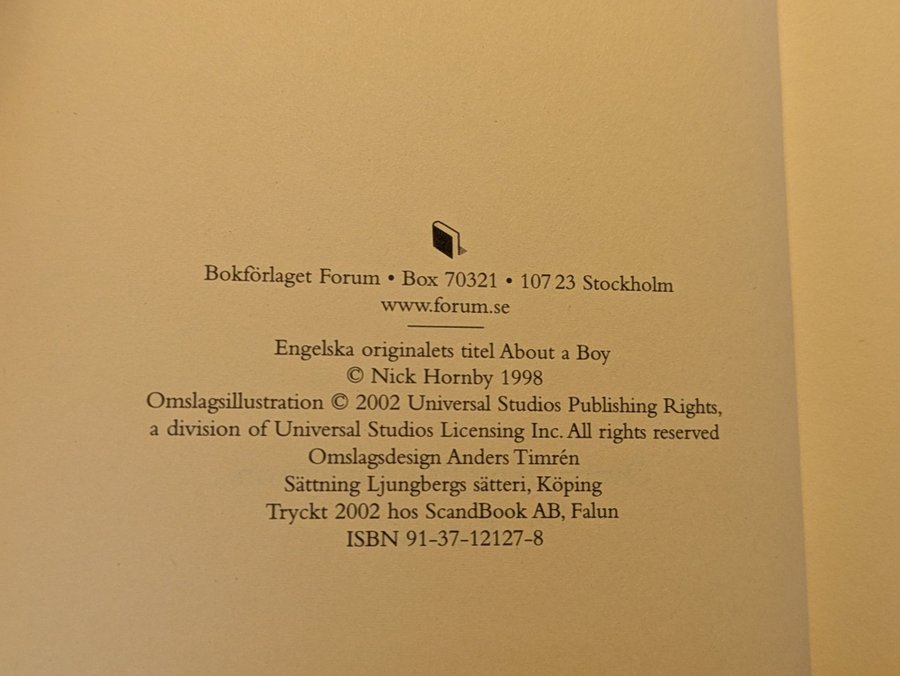 Bokförlaget Forum • Box 70321 • 107 23 Stockholm
www.forum.se
Engelska originalets titel About a Boy
© Nick Hornby 1998
Omslagsillustration © 2002 Universal Studios Publishing Rights,
a division of Universal Studios Licensing Inc. All rights reserved
Omslagsdesign Anders Timrén
Sättning Ljungbergs sätteri, Köping
Tryckt 2002 hos ScandBook AB, Falun
ISBN 91-37-12127-8